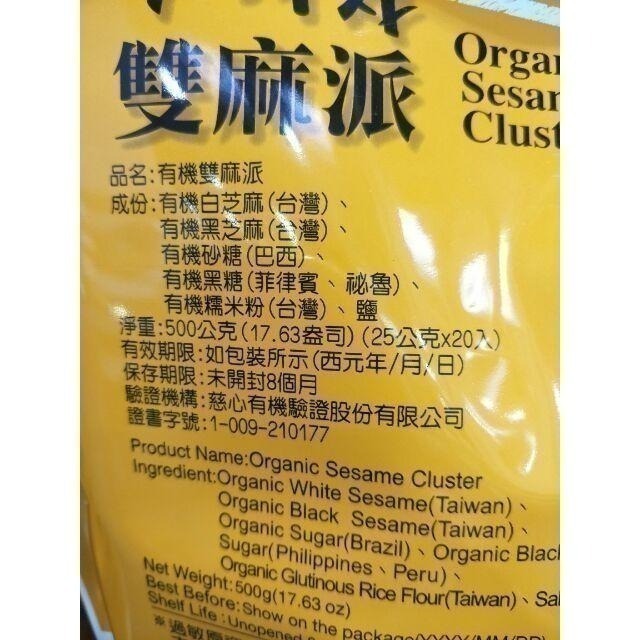 雙麻派
Organic
Sesame
Cluster
品名:有機雙麻派
成份:有機白芝麻(台灣)、
有機黑芝麻(台灣)、
有機砂糖(巴西)、
有機黑糖(菲律賓、祕魯)、
有機糯米粉(台灣)、鹽
淨重:500公克(17.63盎司)(25公克x20入)
有效期限:如包裝所示(西元年/月/日)
保存期限:未開封8個月
驗證機構:慈心有機驗證股份有限公司
證書字號:1-009-210177
Product Name:Organic Sesame Cluster
Ingredient:Organic White Sesame(Taiwan)、
Organic Black Sesame(Taiwan)、
Organic Sugar(Brazil)、Organic Blac
Sugar(Philippines、Peru)、
Organic Glutinous Rice Flour(Taiwan)、Sal
Net Weight:500g(17.63 oz)
Best Before:Show on the package(YYYY/MM/DD)
Shelf Life:Unopened